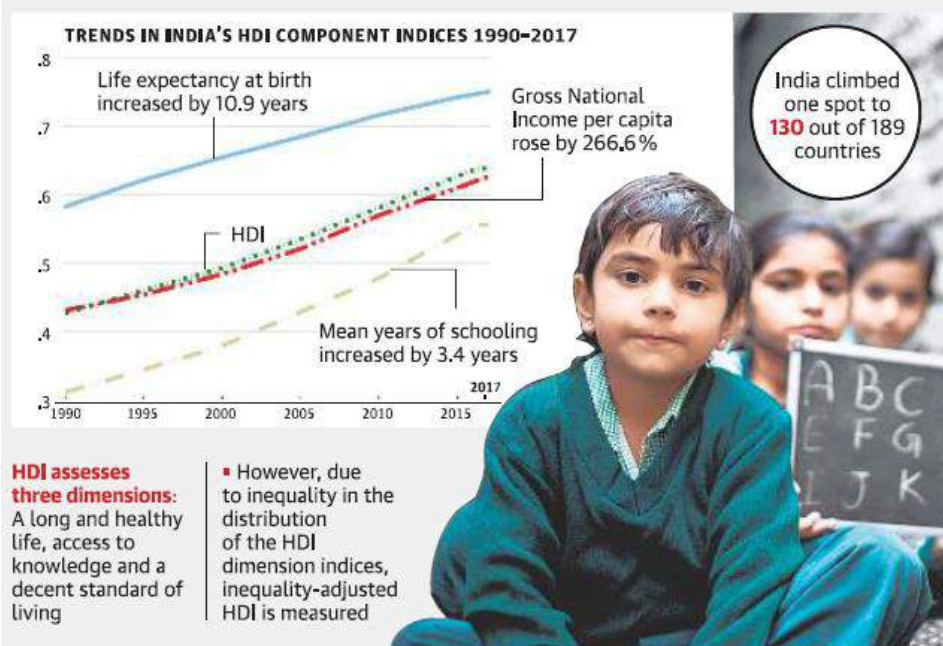 TRENDS IN INDIA'S HDI COMPONENT INDICES 1990–2017
.8
.7
.6
.5
.4
.3
Life expectancy at birth
increased by 10.9 years
Gross National
Income per capita
rose by 266.6%
HDI
Mean years of schooling
increased by 3.4 years
1990
1995
2000
2005
2010
2015
2017
India climbed
one spot to
130 out of 189
countries
A B C
E F G
I J K
HDI assesses
three dimensions:
A long and healthy
life, access to
knowledge and a
decent standard of
living
▪ However, due
to inequality in the
distribution
of the HDI
dimension indices,
inequality-adjusted
HDI is measured